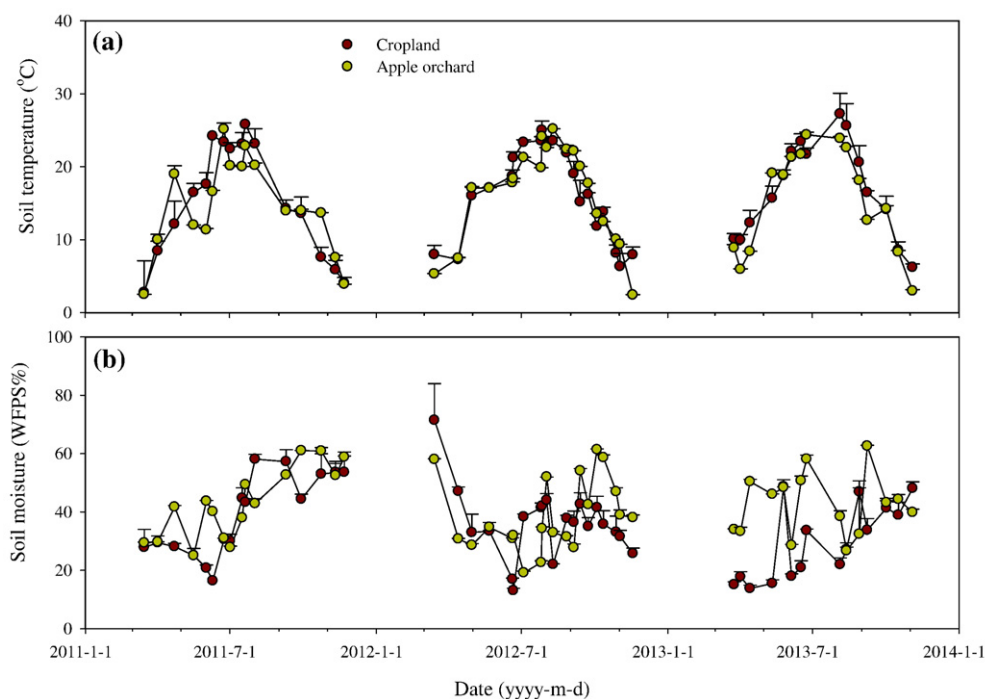 (a)
Cropland
Apple orchard
Soil temperature (°C)
40
30
20
10
0
(b)
Soil moisture (WFPS%)
100
80
60
40
20
0
2011-1-1 2011-7-1 2012-1-1 2012-7-1 2013-1-1 2013-7-1 2014-1-1
Date (yyyy-m-d)